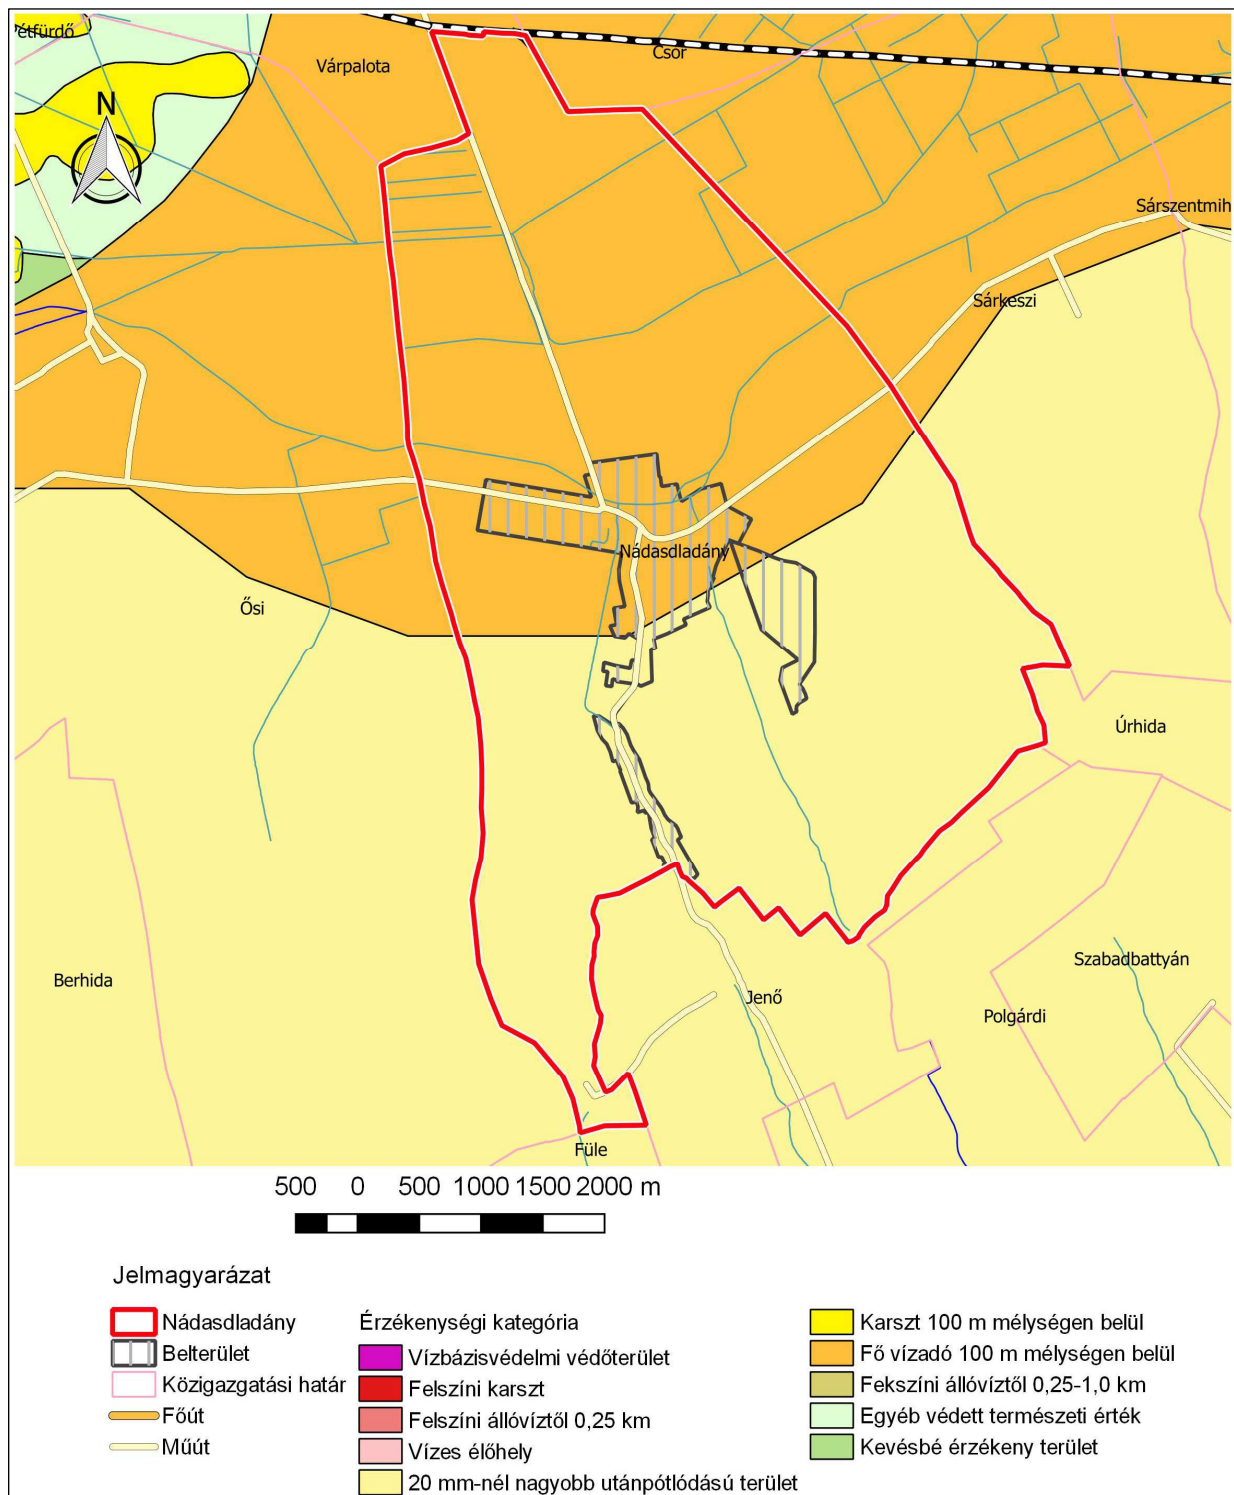 étfürdő
Várpalota
Csór
N
Sárszentmih
Sárkeszi
Nádasdladány
Ősi
Úrhida
Berhida
Szabadbattyán
Jenő
Polgárdi
Füle
500 0 500 1000 1500 2000 m
Jelmagyarázat
Nádasdladány
Belterület
Közigazgatási határ
Főút
Műút
Érzékenységi kategória
Vízbázisvédelmi védőterület
Felszíni karszt
Felszíni állóvíztől 0,25 km
Vízes élőhely
20 mm-nél nagyobb utánpótlódású terület
Karszt 100 m mélységen belül
Fő vízadó 100 m mélységen belül
Fekszíni állóvíztől 0,25-1,0 km
Egyéb védett természeti érték
Kevésbé érzékeny terület